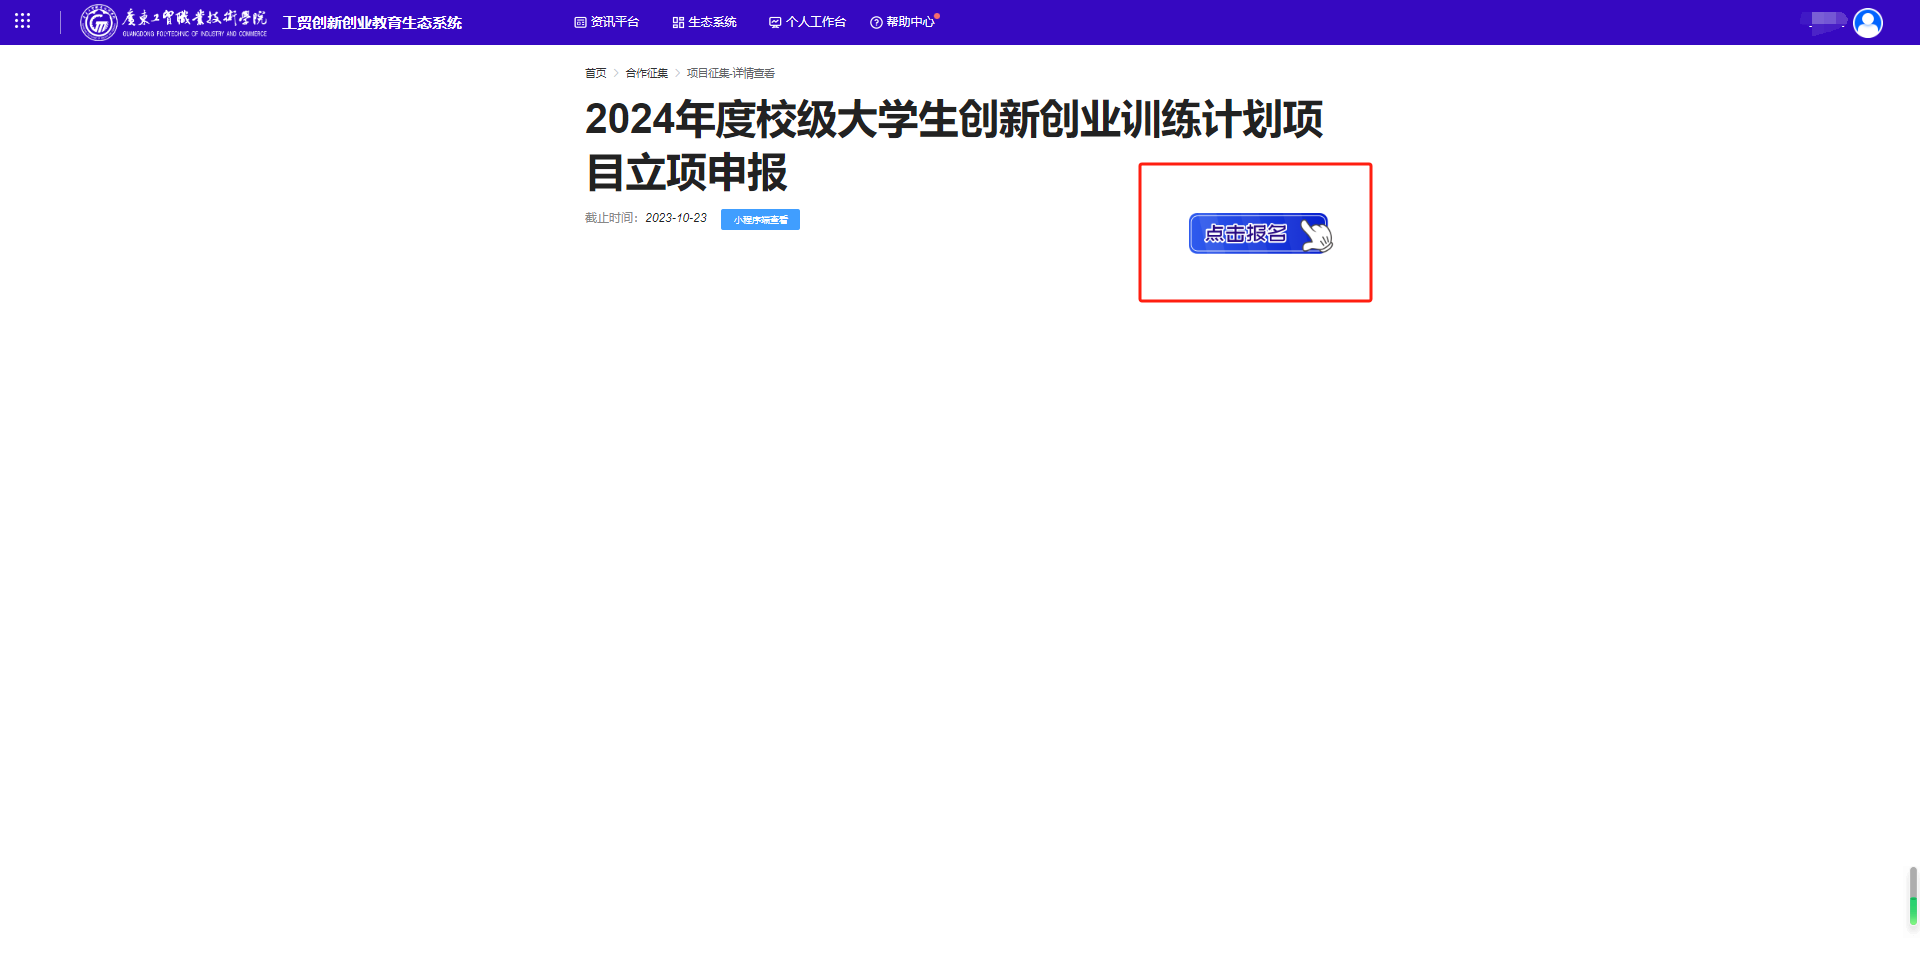 廣東工貿職業技術學院
GUANGDONG POLYTECHNIC OF INDUSTRY AND COMMERCE
工贸创新创业教育生态系统
资讯平台
生态系统
个人工作台
帮助中心
首页 > 合作征集 > 项目征集-详情查看
2024年度校级大学生创新创业训练计划项
目立项申报
截止时间：2023-10-23
小程序端查看
点击报名